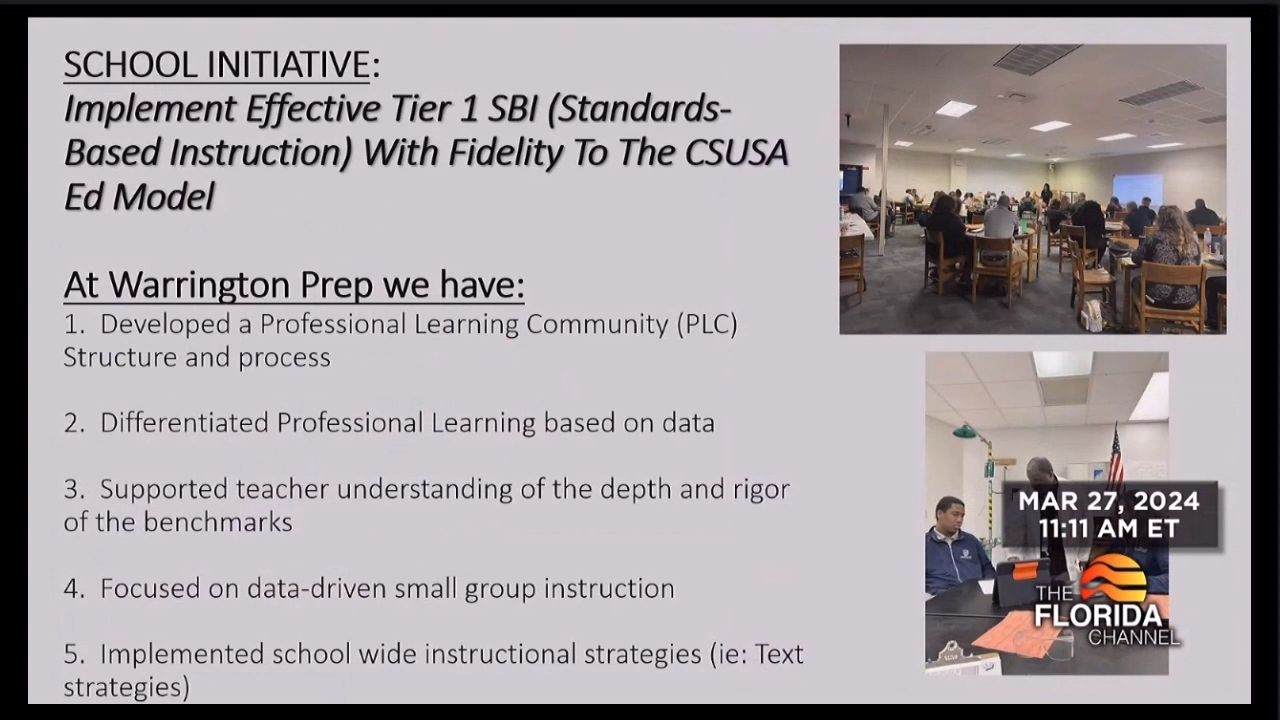 SCHOOL INITIATIVE:
Implement Effective Tier 1 SBI (Standards-
Based Instruction) With Fidelity To The CSUSA
Ed Model
At Warrington Prep we have:
1. Developed a Professional Learning Community (PLC)
Structure and process
2. Differentiated Professional Learning based on data
3. Supported teacher understanding of the depth and rigor
of the benchmarks
4. Focused on data-driven small group instruction
5. Implemented school wide instructional strategies (ie: Text
strategies)
MAR 27, 2024
11:11 AM ET
THE
FLORIDA
CHANNEL